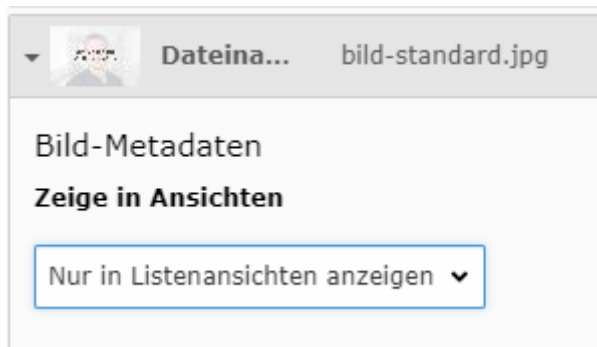 Dateina... bild-standard.jpg
Bild-Metadaten
Zeige in Ansichten
Nur in Listenansichten anzeigen